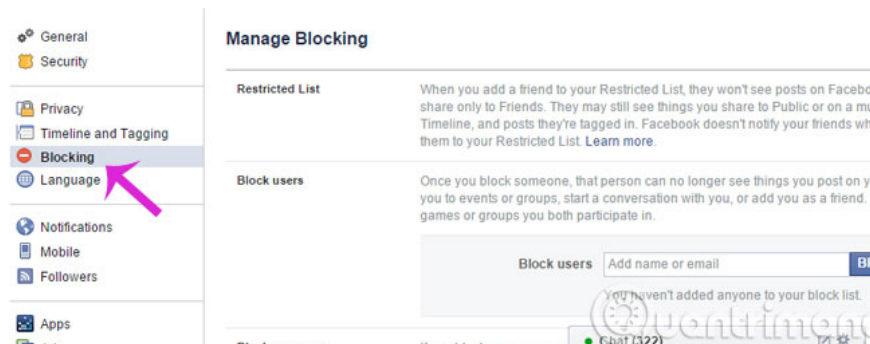 General
Security
Privacy
Timeline and Tagging
Blocking
Language
Notifications
Mobile
Followers
Apps
Manage Blocking
Restricted List
When you add a friend to your Restricted List, they won't see posts on
share only to Friends. They may still see things you share to Public or on a
Timeline, and posts they're tagged in. Facebook doesn't notify your friends
them to your Restricted List. Learn more.
Block users
Once you block someone, that person can no longer see things you post on
you to events or groups, start a conversation with you, or add you as a friend.
games or groups you both participate in.
Block users
Add name or email
You haven't added anyone to your block list.
Chat (322)